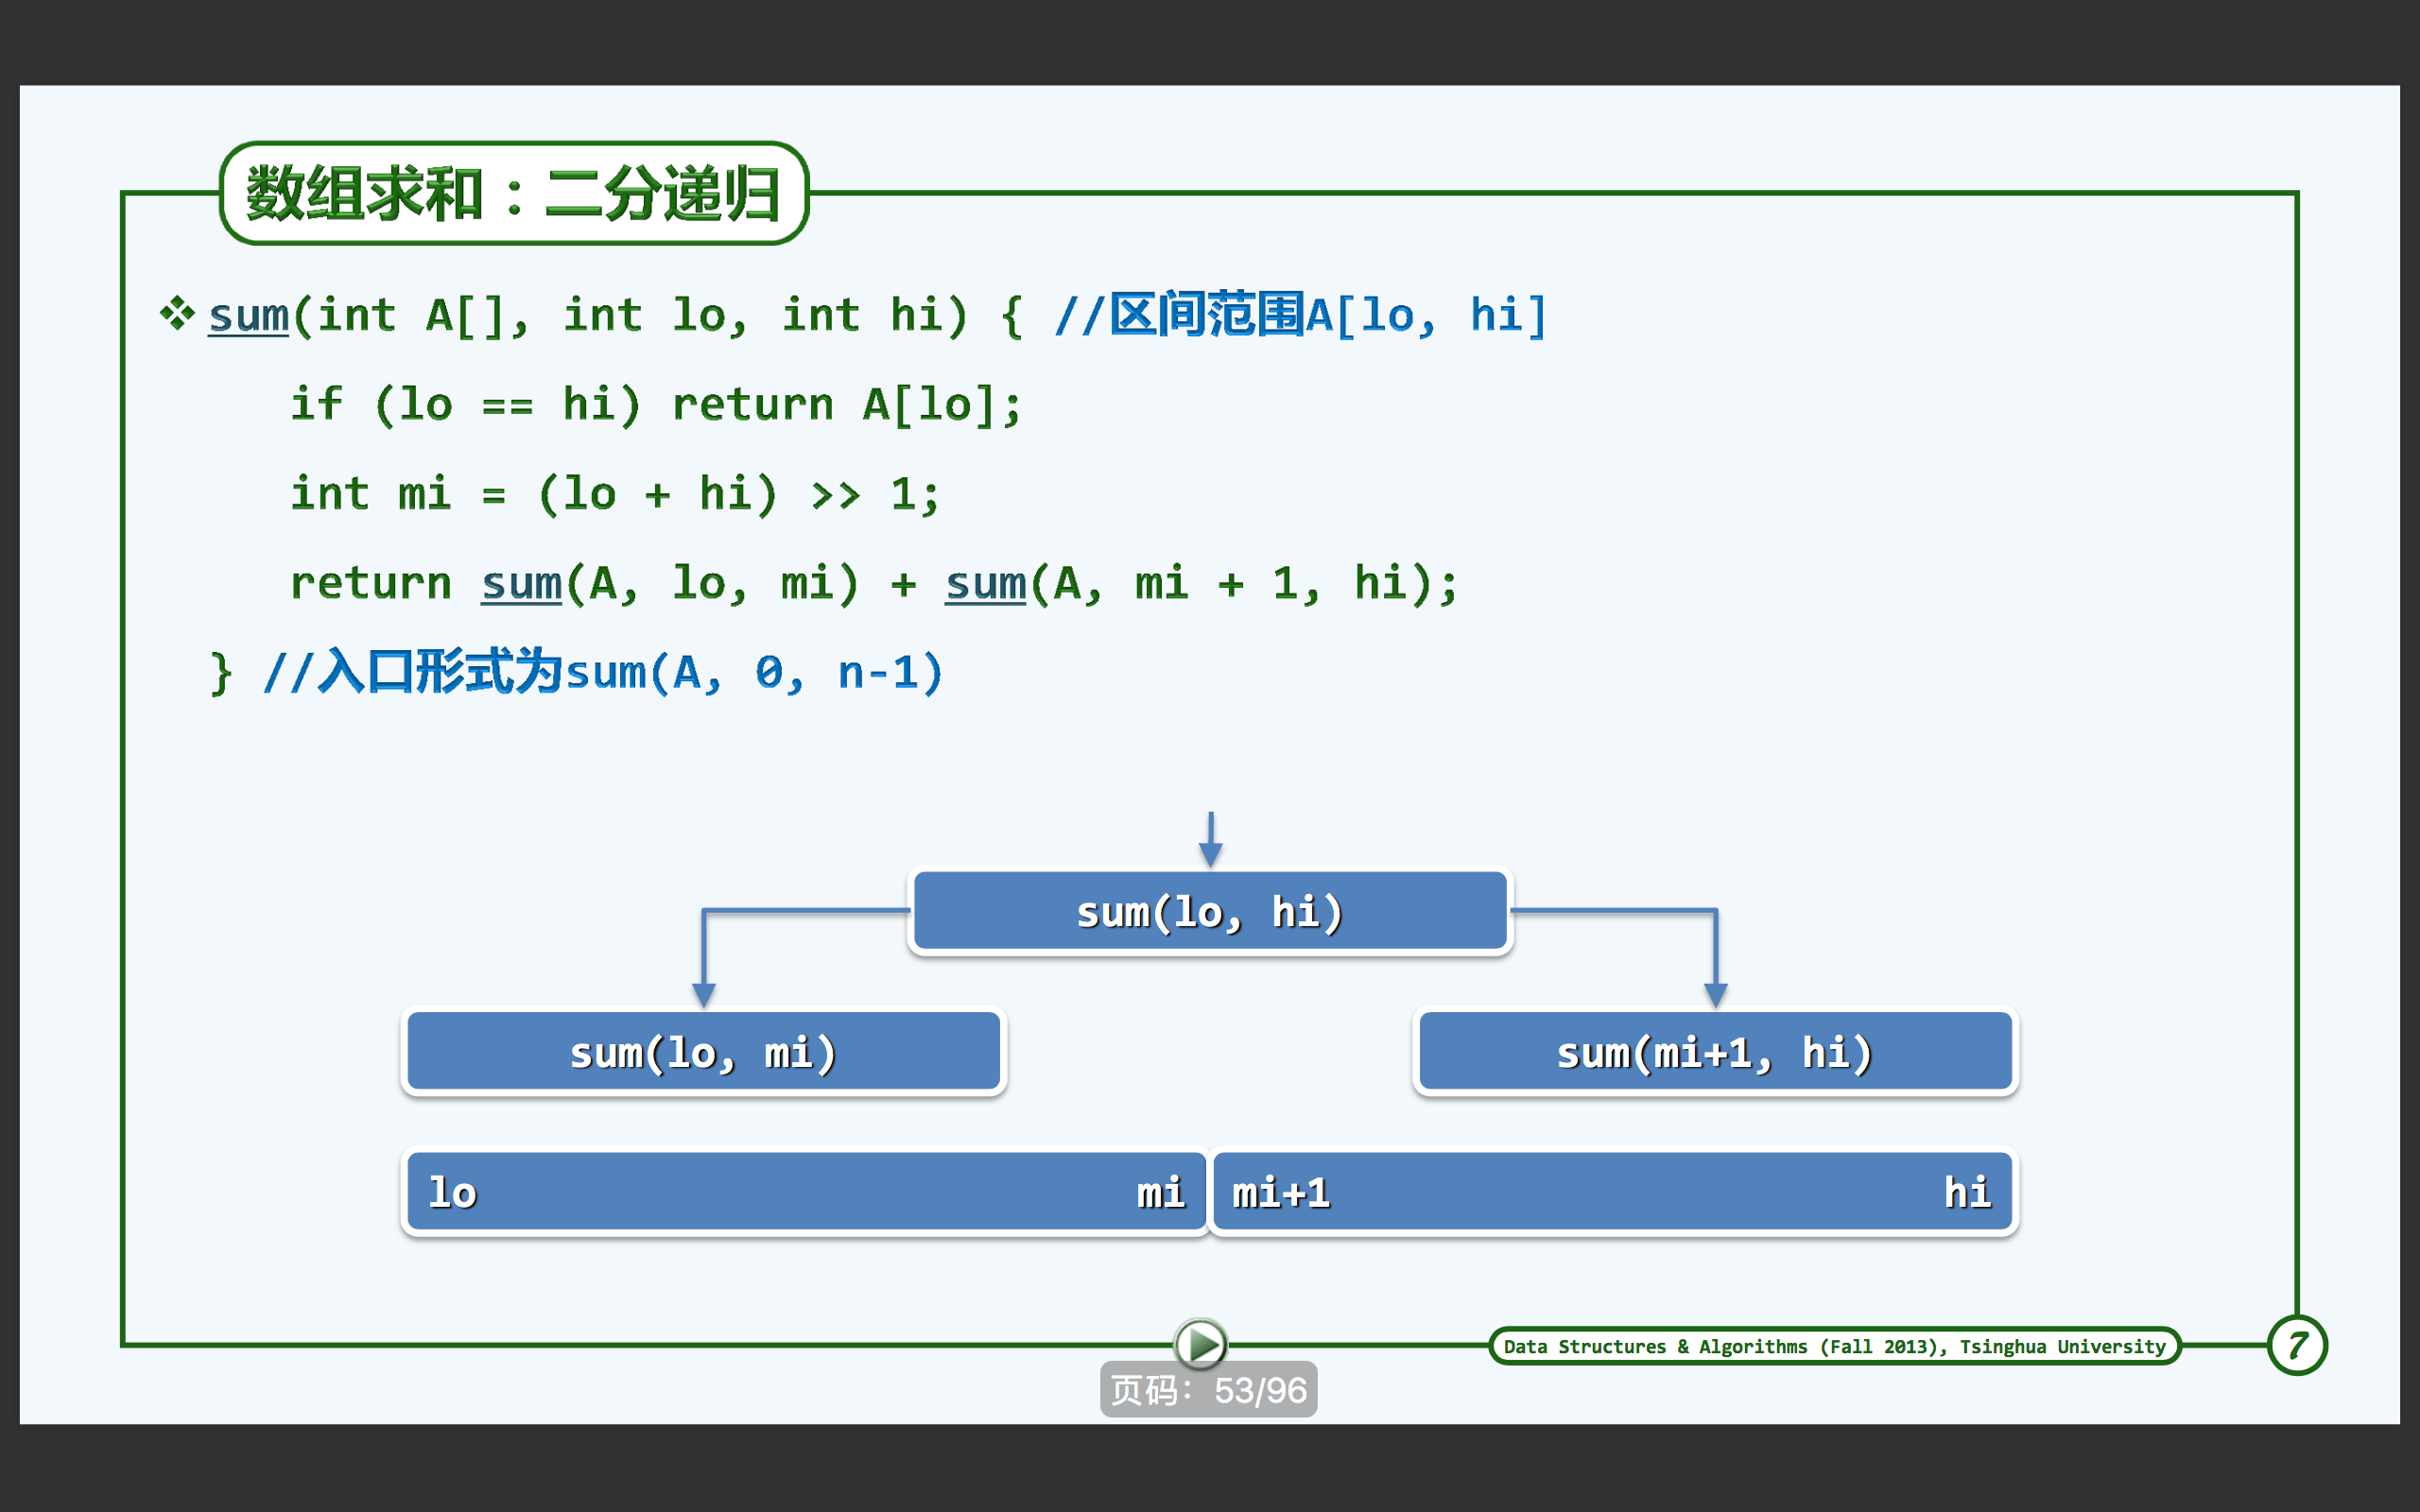 数组求和：二分递归
❖ sum(int A[], int lo, int hi) { //区间范围A[lo, hi]
if (lo == hi) return A[lo];
int mi = (lo + hi) >> 1;
return sum(A, lo, mi) + sum(A, mi + 1, hi);
} //入口形式为sum(A, 0, n-1)
sum(lo, hi)
sum(lo, mi)
sum(mi+1, hi)
lo mi mi+1 hi
Data Structures & Algorithms (Fall 2013), Tsinghua University
7
页码：53/96